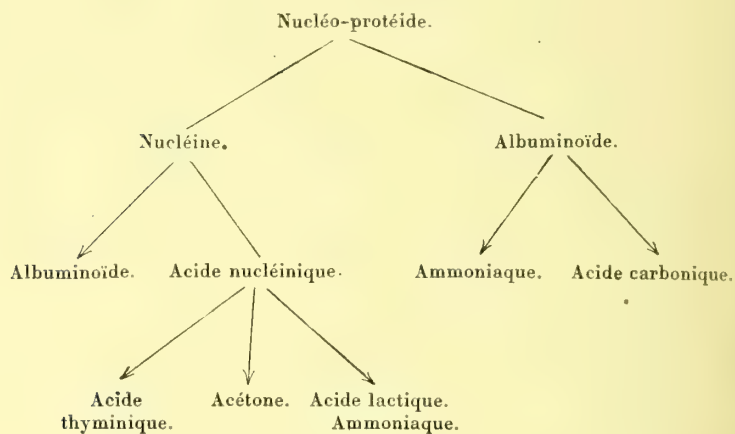 Nucléo-protéide.
Nucléine. Albuminoïde.
Albuminoïde. Acide nucléinique. Ammoniaque. Acide carbonique.
Acide Acétone. Acide lactique.
thyminique. Ammoniaque.